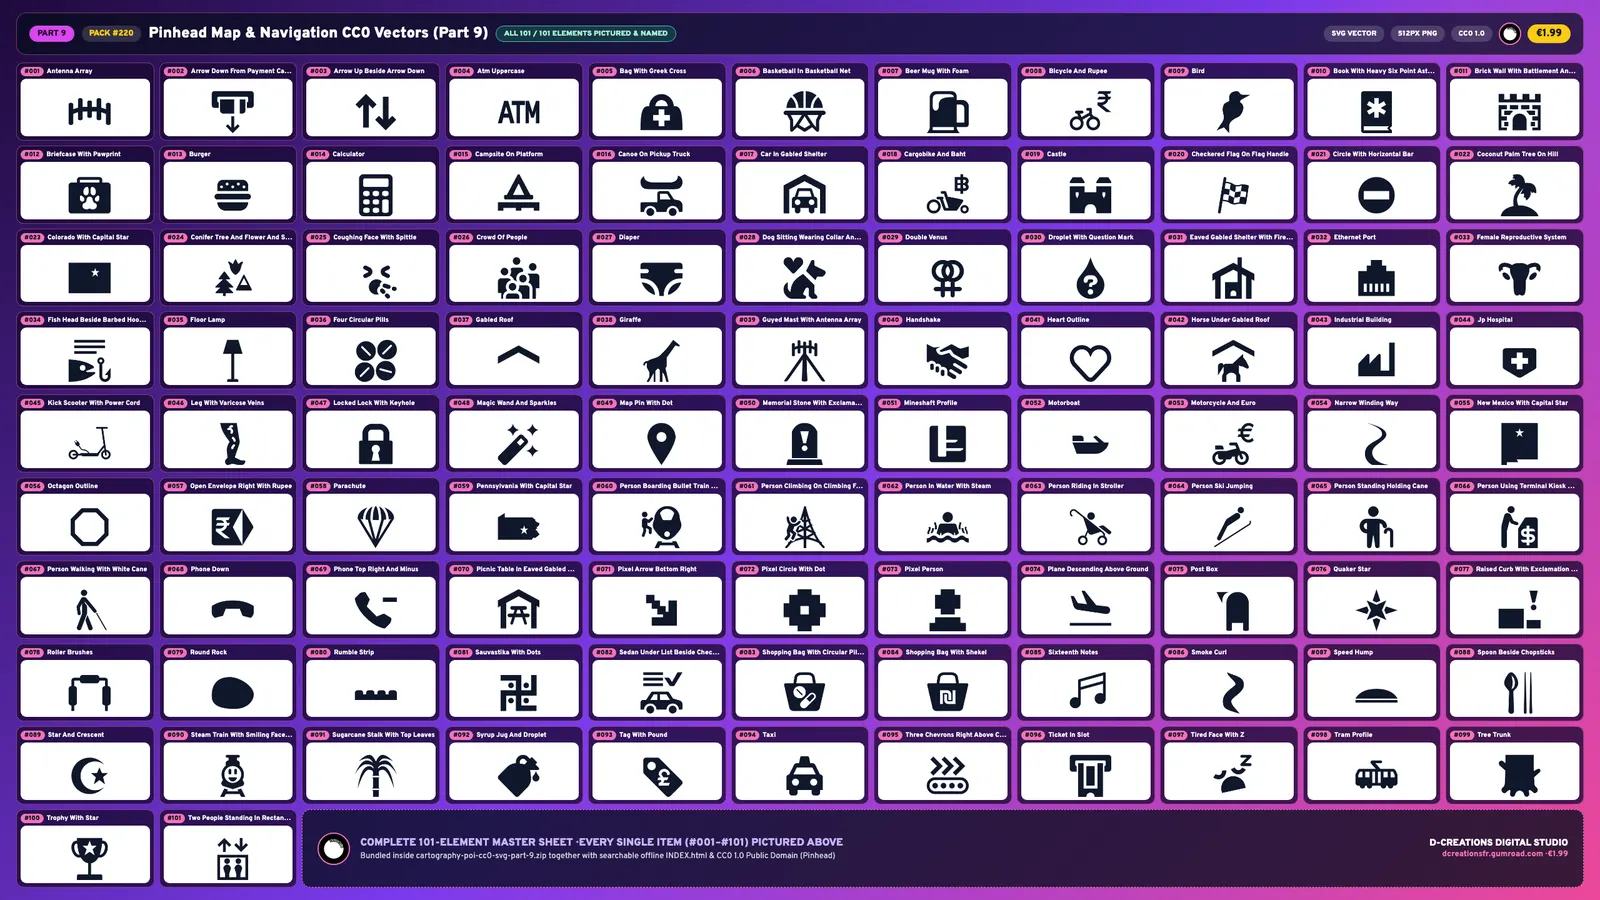 PART 9 PACK #220 Pinhead Map & Navigation CC0 Vectors (Part 9) ALL 101 / 101 ELEMENTS PICTURED & NAMED SVG VECTOR 512PX PNG CC0 1.0 €1.99
#001 Antenna Array #002 Arrow Down From Payment Ca... #003 Arrow Up Beside Arrow Down #004 Atm Uppercase #005 Bag With Greek Cross #006 Basketball In Basketball Net #007 Beer Mug With Foam #008 Bicycle And Rupee #009 Bird #010 Book With Heavy Six Point Ast... #011 Brick Wall With Battlement An...
ATM ₹
#012 Briefcase With Pawprint #013 Burger #014 Calculator #015 Campsite On Platform #016 Canoe On Pickup Truck #017 Car In Gabled Shelter #018 Cargobike And Baht #019 Castle #020 Checkered Flag On Flag Handle #021 Circle With Horizontal Bar #022 Coconut Palm Tree On Hill
฿
#023 Colorado With Capital Star #024 Conifer Tree And Flower And S... #025 Coughing Face With Spittle #026 Crowd Of People #027 Diaper #028 Dog Sitting Wearing Collar An... #029 Double Venus #030 Droplet With Question Mark #031 Eaved Gabled Shelter With Fire... #032 Ethernet Port #033 Female Reproductive System
?
#034 Fish Head Beside Barbed Hoo... #035 Floor Lamp #036 Four Circular Pills #037 Gabled Roof #038 Giraffe #039 Guyed Mast With Antenna Array #040 Handshake #041 Heart Outline #042 Horse Under Gabled Roof #043 Industrial Building #044 Jp Hospital
#045 Kick Scooter With Power Cord #046 Leg With Varicose Veins #047 Locked Lock With Keyhole #048 Magic Wand And Sparkles #049 Map Pin With Dot #050 Memorial Stone With Exclama... #051 Mineshaft Profile #052 Motorboat #053 Motorcycle And Euro #054 Narrow Winding Way #055 New Mexico With Capital Star
! €
#056 Octagon Outline #057 Open Envelope Right With Rupee #058 Parachute #059 Pennsylvania With Capital Star #060 Person Boarding Bullet Train ... #061 Person Climbing On Climbing F... #062 Person In Water With Steam #063 Person Riding In Stroller #064 Person Ski Jumping #065 Person Standing Holding Cane #066 Person Using Terminal Kiosk ...
₹ $
#067 Person Walking With White Cane #068 Phone Down #069 Phone Top Right And Minus #070 Picnic Table In Eaved Gabled ... #071 Pixel Arrow Bottom Right #072 Pixel Circle With Dot #073 Pixel Person #074 Plane Descending Above Ground #075 Post Box #076 Quaker Star #077 Raised Curb With Exclamation ...
!
#078 Roller Brushes #079 Round Rock #080 Rumble Strip #081 Sauvastika With Dots #082 Sedan Under List Beside Chec... #083 Shopping Bag With Circular Pil... #084 Shopping Bag With Shekel #085 Sixteenth Notes #086 Smoke Curl #087 Speed Hump #088 Spoon Beside Chopsticks
₪
#089 Star And Crescent #090 Steam Train With Smiling Face... #091 Sugarcane Stalk With Top Leaves #092 Syrup Jug And Droplet #093 Tag With Pound #094 Taxi #095 Three Chevrons Right Above C... #096 Ticket In Slot #097 Tired Face With Z #098 Tram Profile #099 Tree Trunk
£ Z
#100 Trophy With Star #101 Two People Standing In Rectan...
COMPLETE 101-ELEMENT MASTER SHEET · EVERY SINGLE ITEM (#001-#101) PICTURED ABOVE
Bundled inside cartography-poi-cc0-svg-part-9.zip together with searchable offline INDEX.html & CC0 1.0 Public Domain (Pinhead)
D-CREATIONS DIGITAL STUDIO
dcreationsfr.gumroad.com · €1.99